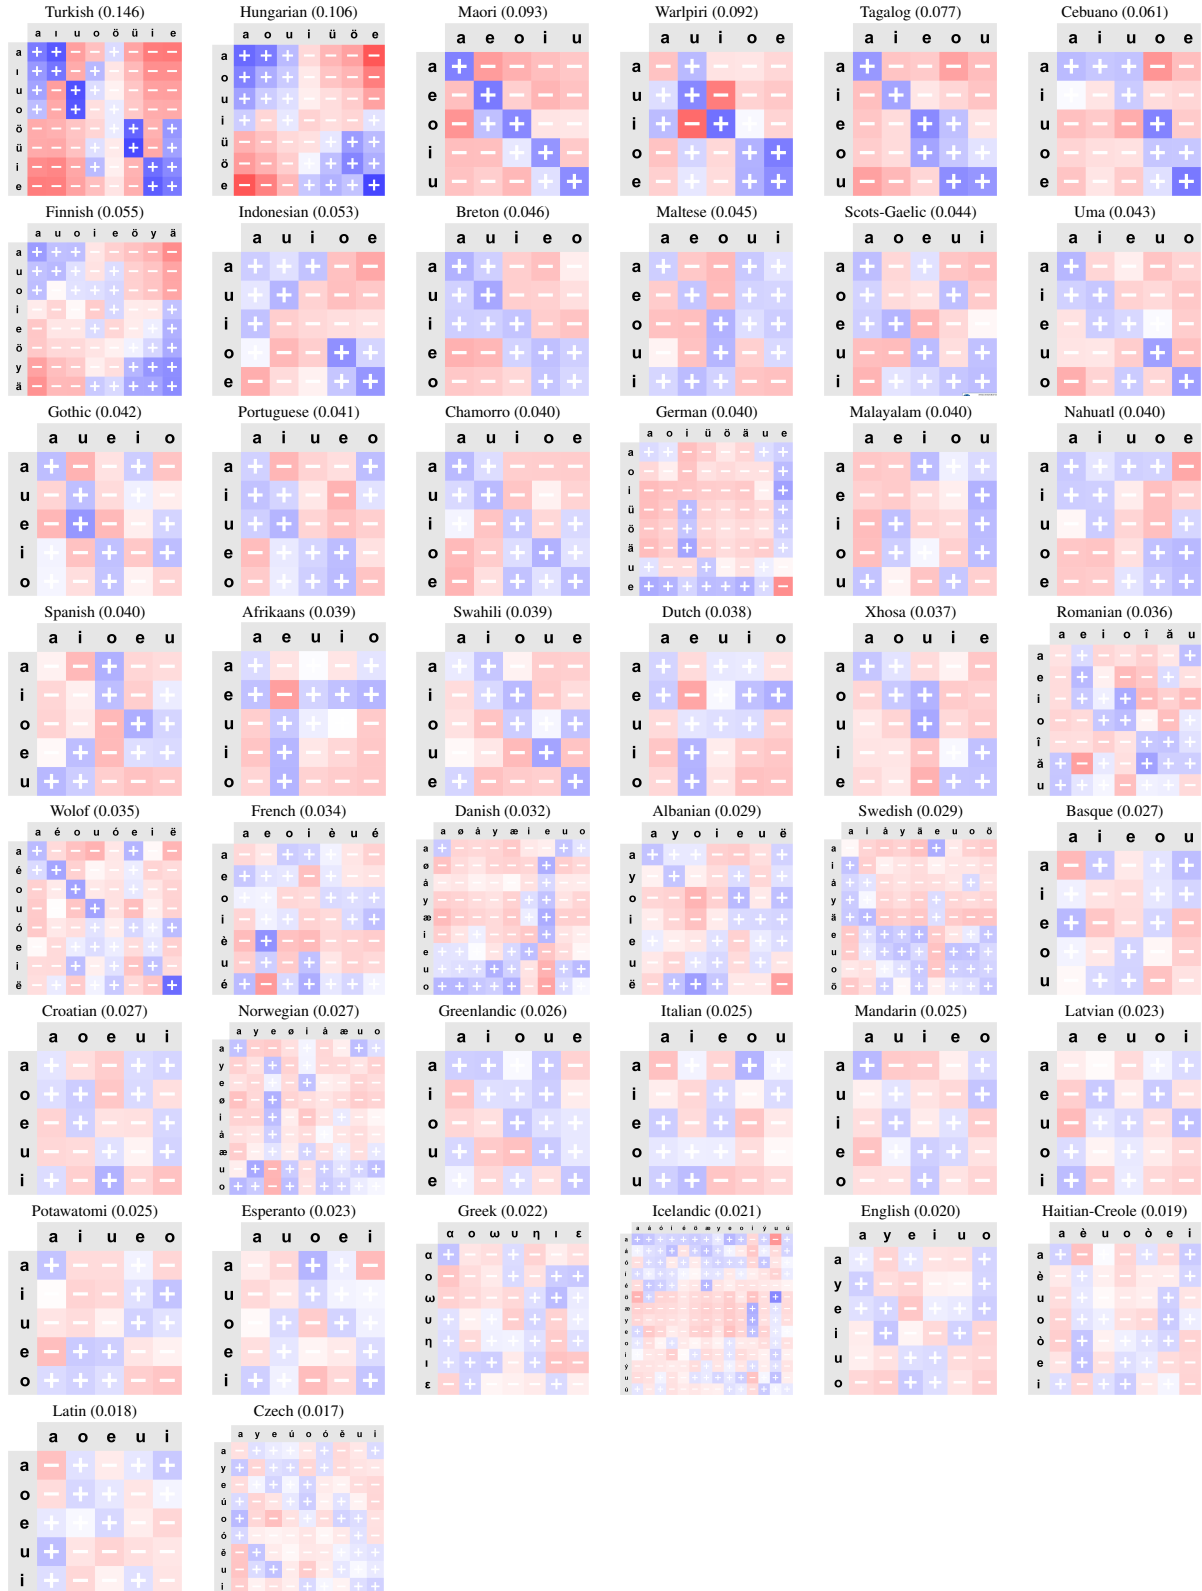 Turkish (0.146)
a ı u o ö ü i e
a ı u o ö ü i e
Hungarian (0.106)
a o u i ü ö e
a o u i ü ö e
Maori (0.093)
a e o i u
a e o i u
Warlpiri (0.092)
a u i o e
a u i o e
Tagalog (0.077)
a i e o u
a i e o u
Cebuano (0.061)
a i u o e
a i u o e
Finnish (0.055)
a u o i e ö y ä
a u o i e ö y ä
Indonesian (0.053)
a u i o e
a u i o e
Breton (0.046)
a u i e o
a u i e o
Maltese (0.045)
a e o u i
a e o u i
Scots-Gaelic (0.044)
a o e u i
a o e u i
Uma (0.043)
a i e u o
a i e u o
Gothic (0.042)
a u e i o
a u e i o
Portuguese (0.041)
a i u e o
a i u e o
Chamorro (0.040)
a u i o e
a u i o e
German (0.040)
a o i ü ö ä u e
a o i ü ö ä u e
Malayalam (0.040)
a e i o u
a e i o u
Nahuatl (0.040)
a i u o e
a i u o e
Spanish (0.040)
a i o e u
a i o e u
Afrikaans (0.039)
a e u i o
a e u i o
Swahili (0.039)
a i o u e
a i o u e
Dutch (0.038)
a e u i o
a e u i o
Xhosa (0.037)
a o u i e
a o u i e
Romanian (0.036)
a e i o î ă u
a e i o î ă u
Wolof (0.035)
a é o u ó e i ë
a é o u ó e i ë
French (0.034)
a e o i è u é
a e o i è u é
Danish (0.032)
a ø å y æ i e u o
a ø å y æ i e u o
Albanian (0.029)
a y o i e u ë
a y o i e u ë
Swedish (0.029)
a i å y ä e u o ö
a i å y ä e u o ö
Basque (0.027)
a i e o u
a i e o u
Croatian (0.027)
a o e u i
a o e u i
Norwegian (0.027)
a y e ø i å æ u o
a y e ø i å æ u o
Greenlandic (0.026)
a i o u e
a i o u e
Italian (0.025)
a i e o u
a i e o u
Mandarin (0.025)
a u i e o
a u i e o
Latvian (0.023)
a e u o i
a e u o i
Potawatomi (0.025)
a i u e o
a i u e o
Esperanto (0.023)
a u o e i
a u o e i
Greek (0.022)
α ο ω υ η ι ε
α ο ω υ η ι ε
Icelandic (0.021)
a á ó i é ö æ y e o í ý u ú
a á ó i é ö æ y e o í ý u ú
English (0.020)
a y e i u o
a y e i u o
Haitian-Creole (0.019)
a è u o ò e i
a è u o ò e i
Latin (0.018)
a o e u i
a o e u i
Czech (0.017)
a y e ú o ó ě u i
a y e ú o ó ě u i